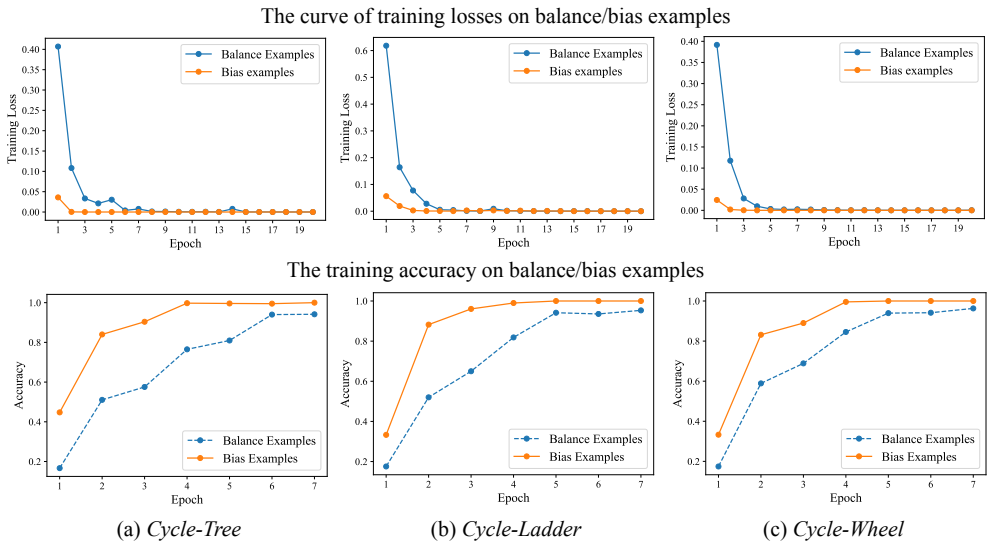 The curve of training losses on balance/bias examples
0.40
0.35
0.30
0.25
0.20
0.15
0.10
0.05
0.00
Training Loss
Balance Examples
Bias examples
1 3 5 7 9 11 13 15 17 19
Epoch
0.6
0.5
0.4
0.3
0.2
0.1
0.0
Training Loss
Balance Examples
Bias examples
1 3 5 7 9 11 13 15 17 19
Epoch
0.40
0.35
0.30
0.25
0.20
0.15
0.10
0.05
0.00
Training Loss
Balance Examples
Bias examples
1 3 5 7 9 11 13 15 17 19
Epoch
The training accuracy on balance/bias examples
1.0
0.8
0.6
0.4
0.2
Accuracy
Balance Examples
Bias Examples
1 2 3 4 5 6 7
Epoch
1.0
0.8
0.6
0.4
0.2
Accuracy
Balance Examples
Bias Examples
1 2 3 4 5 6 7
Epoch
1.0
0.8
0.6
0.4
0.2
Accuracy
Balance Examples
Bias Examples
1 2 3 4 5 6 7
Epoch
(a) Cycle-Tree
(b) Cycle-Ladder
(c) Cycle-Wheel